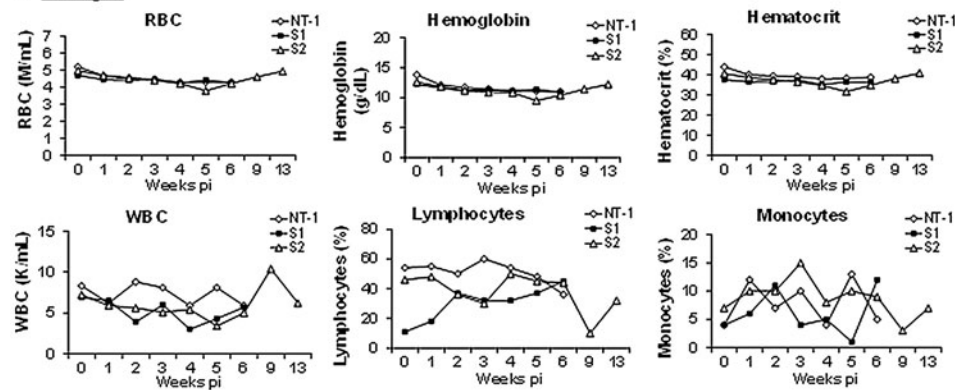 RBC
NT-1
S1
S2
RBC (M/mL)
6
5
4
3
2
1
0
0 1 2 3 4 5 6 9 13
Weeks pi
Hemoglobin
NT-1
S1
S2
Hemoglobin
(g/dL)
20
15
10
5
0
0 1 2 3 4 5 6 9 13
Weeks pi
Hematocrit
NT-1
S1
S2
Hematocrit (%)
60
50
40
30
20
10
0
0 1 2 3 4 5 6 9 13
Weeks pi
WBC
NT-1
S1
S2
WBC (K/mL)
15
10
5
0
0 1 2 3 4 5 6 9 13
Weeks pi
Lymphocytes
NT-1
S1
S2
Lymphocytes (%)
80
60
40
20
0
0 1 2 3 4 5 6 9 13
Weeks pi
Monocytes
NT-1
S1
S2
Monocytes (%)
20
15
10
5
0
0 1 2 3 4 5 6 9 13
Weeks pi